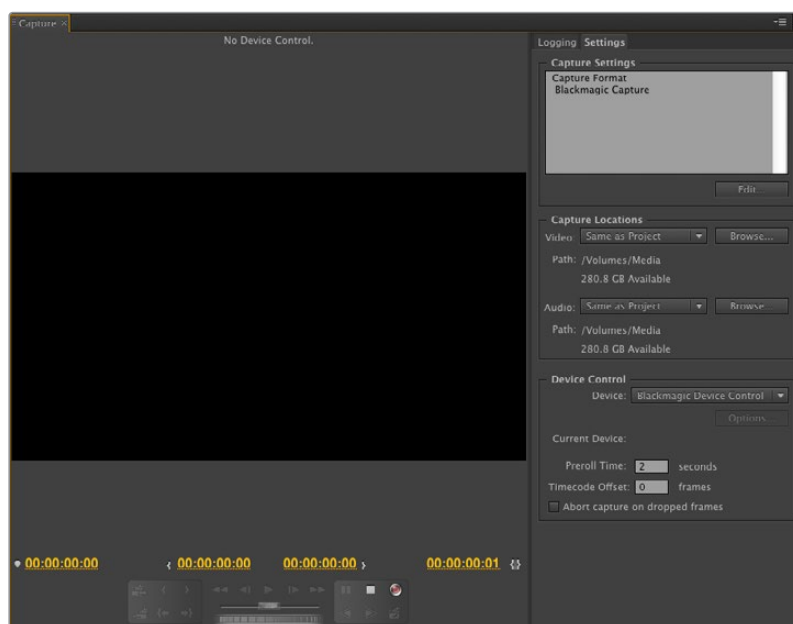 Capture ×
No Device Control.
Logging Settings
Capture Settings
Capture Format
Blackmagic Capture
Edit...
Capture Locations
Video: Same as Project Browse...
Path: /Volumes/Media
280.8 GB Available
Audio: Same as Project Browse...
Path: /Volumes/Media
280.8 GB Available
Device Control
Device: Blackmagic Device Control
Options...
Current Device:
Preroll Time: 2 seconds
Timecode Offset: 0 frames
Abort capture on dropped frames
00:00:00:00 { 00:00:00:00 00:00:00:00 } 00:00:00:01 {}